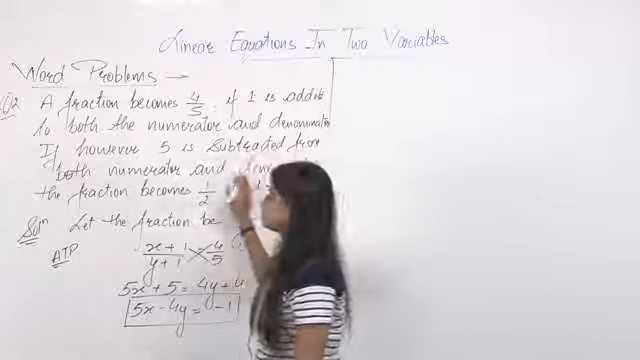 Linear Equations In Two Variables
Word Problems →
Q2 A fraction becomes 4/5, if 1 is added
to both the numerator and denominator
If however 5 is subtracted from
both numerator and
the fraction becomes 1/2
Soln Let the fraction be
ATP (x+1)/(y+1) = 4/5
5x + 5 = 4y + 4
5x - 4y = -1